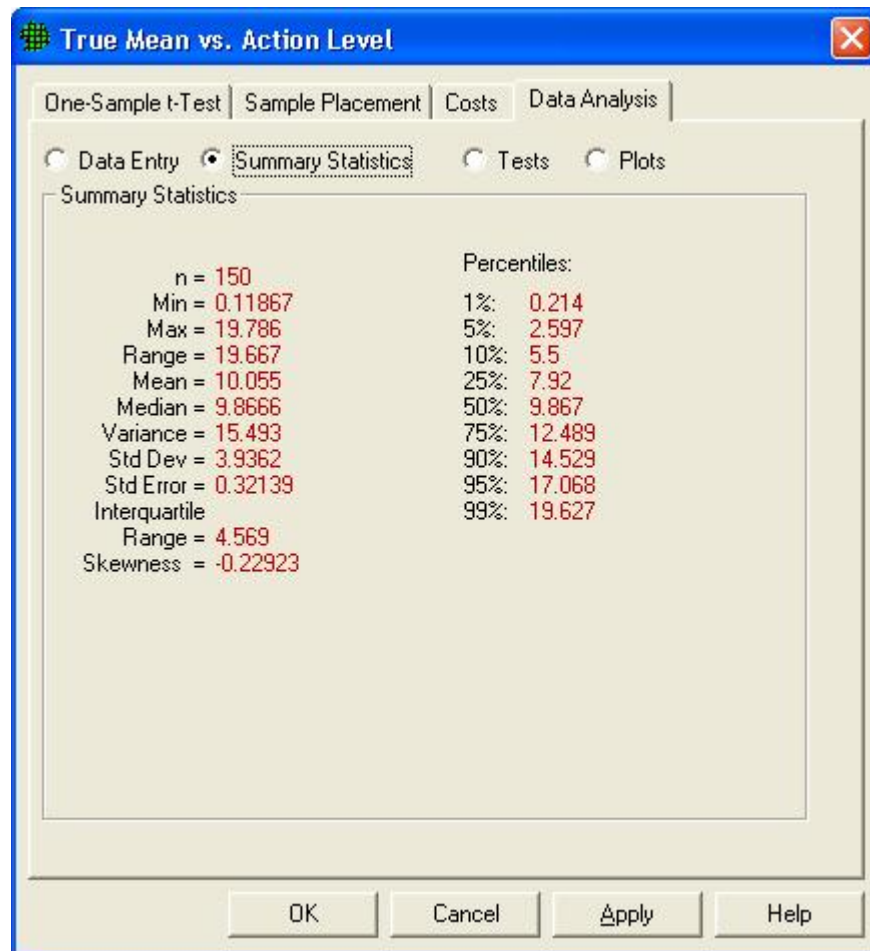 True Mean vs. Action Level
One-Sample t-Test Sample Placement Costs Data Analysis
Data Entry Summary Statistics Tests Plots
Summary Statistics
n = 150
Min = 0.11867
Max = 19.786
Range = 19.667
Mean = 10.055
Median = 9.8666
Variance = 15.493
Std Dev = 3.9362
Std Error = 0.32139
Interquartile
Range = 4.569
Skewness = -0.22923
Percentiles:
1%: 0.214
5%: 2.597
10%: 5.5
25%: 7.92
50%: 9.867
75%: 12.489
90%: 14.529
95%: 17.068
99%: 19.627
OK Cancel Apply Help